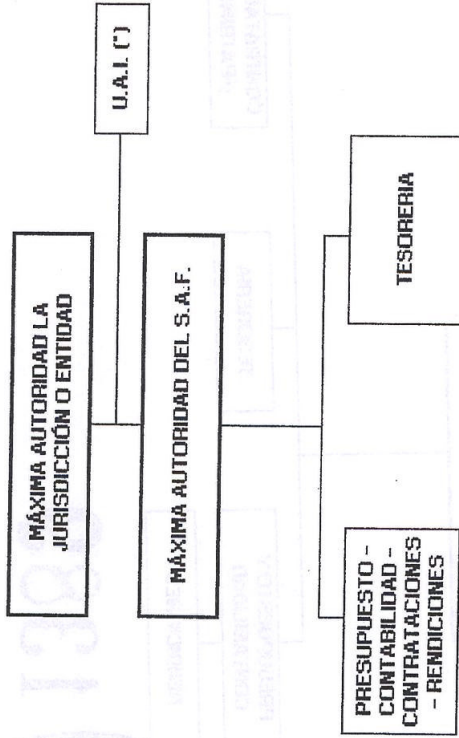 MÁXIMA AUTORIDAD LA
JURISDICCIÓN O ENTIDAD
U.A.I. (*)
MÁXIMA AUTORIDAD DEL S.A.F.
PRESUPUESTO -
CONTABILIDAD -
CONTRATACIONES
- RENDICIONES
TESORERIA